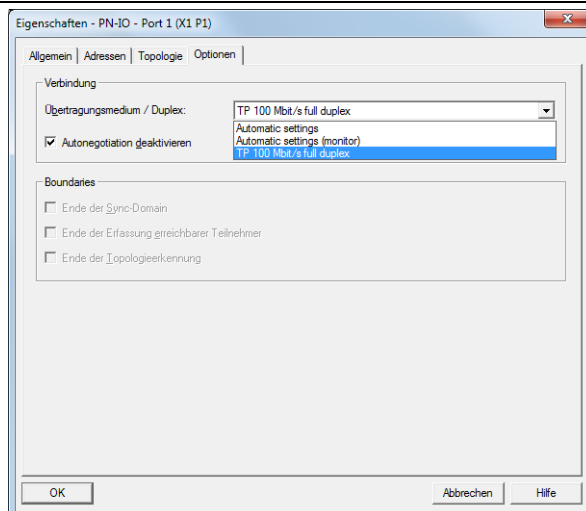 Eigenschaften - PN-IO - Port 1 (X1 P1)
Allgemein Adressen Topologie Optionen
Verbindung
Übertragungsmedium / Duplex: TP 100 Mbit/s full duplex
Automatic settings
Automatic settings (monitor)
TP 100 Mbit/s full duplex
Autonegotiation deaktivieren
Boundaries
Ende der Sync-Domain
Ende der Erfassung erreichbarer Teilnehmer
Ende der Topologieerkennung
OK Abbrechen Hilfe